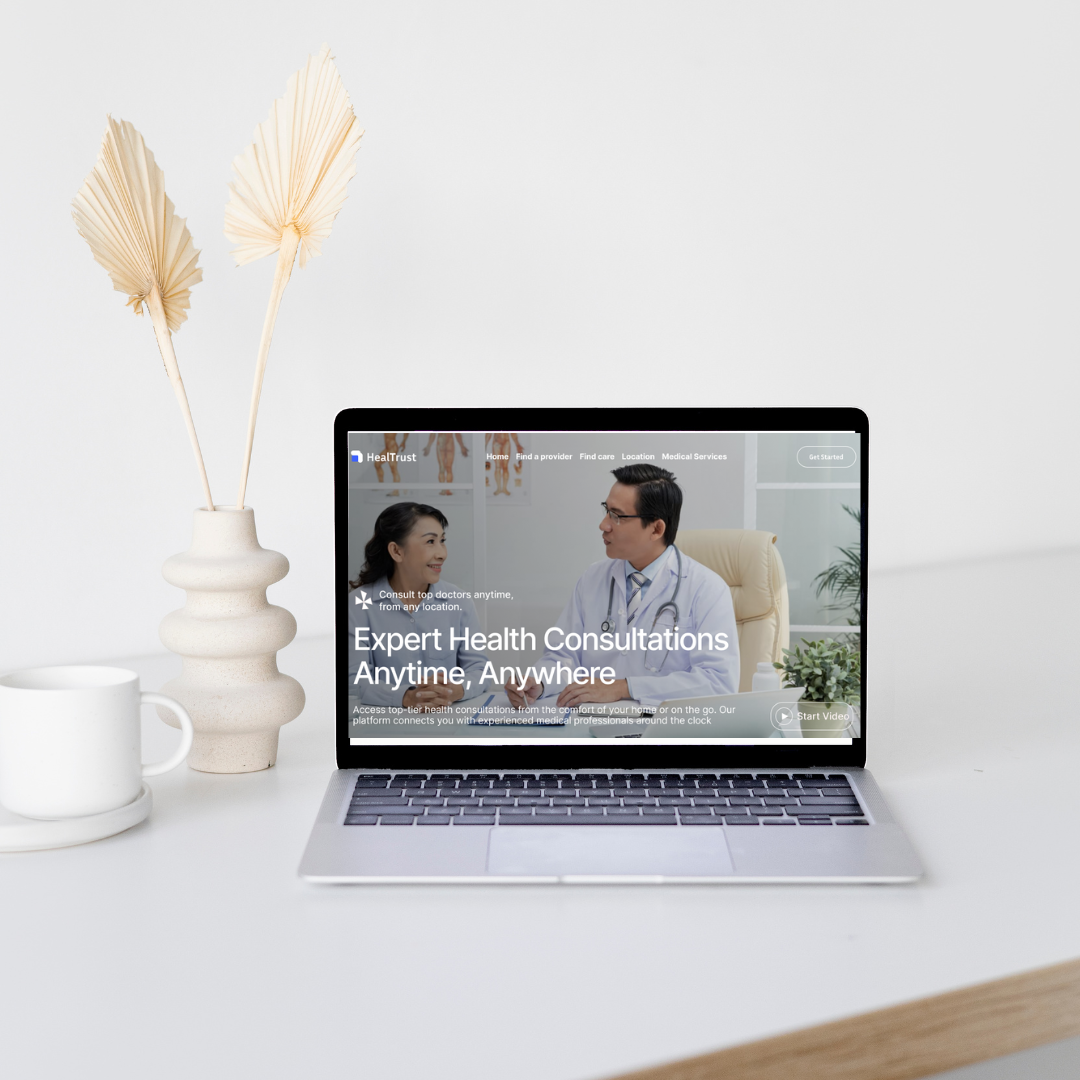 HealTrust
Home Find a provider Find care Location Medical Services
Get Started
Consult top doctors anytime,
from any location.
Expert Health Consultations
Anytime, Anywhere
Access top-tier health consultations from the comfort of your home or on the go. Our
platform connects you with experienced medical professionals around the clock
Start Video